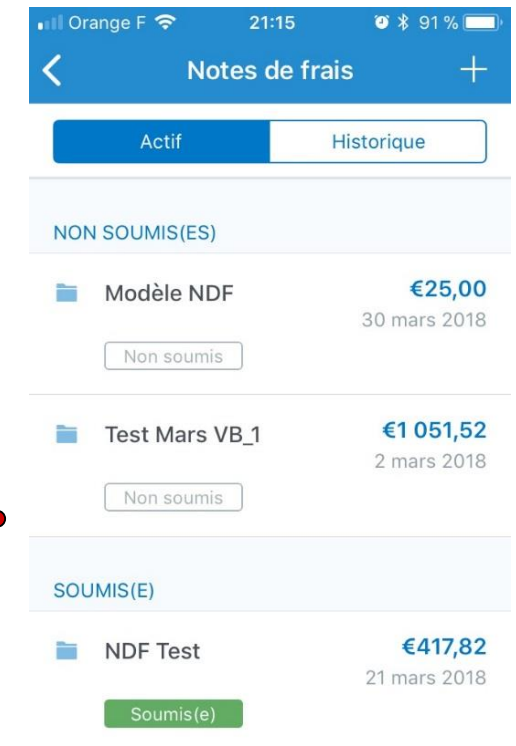 Orange F 21:15 91 %
Notes de frais
Actif Historique
NON SOUMIS(ES)
Modèle NDF €25,00
30 mars 2018
Non soumis
Test Mars VB_1 €1 051,52
2 mars 2018
Non soumis
SOUMIS(E)
NDF Test €417,82
21 mars 2018
Soumis(e)